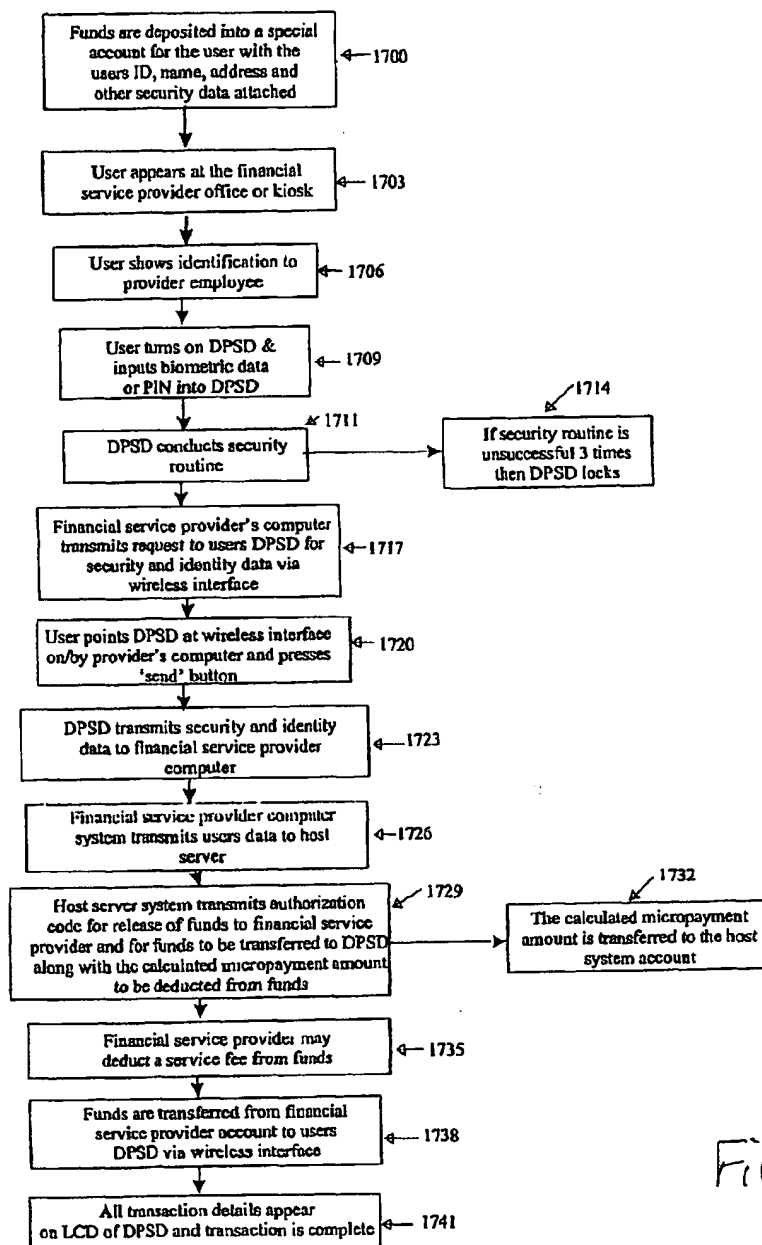 Funds are deposited into a special
account for the user with the
users ID, name, address and
other security data attached
1700
User appears at the financial
service provider office or kiosk
1703
User shows identification to
provider employee
1706
User turns on DPSD &
inputs biometric data
or PIN into DPSD
1709
1711
DPSD conducts security
routine
1714
If security routine is
unsuccessful 3 times
then DPSD locks
Financial service provider's computer
transmits request to users DPSD for
security and identity data via
wireless interface
1717
User points DPSD at wireless interface
on/by provider's computer and presses
'send' button
1720
DPSD transmits security and identity
data to financial service provider
computer
1723
Financial service provider computer
system transmits users data to host
server
1726
Host server system transmits authorization
code for release of funds to financial service
provider and for funds to be transferred to DPSD
along with the calculated micropayment amount
to be deducted from funds
1729
1732
The calculated micropayment
amount is transferred to the host
system account
Financial service provider may
deduct a service fee from funds
1735
Funds are transferred from financial
service provider account to users
DPSD via wireless interface
1738
All transaction details appear
on LCD of DPSD and transaction is complete
1741